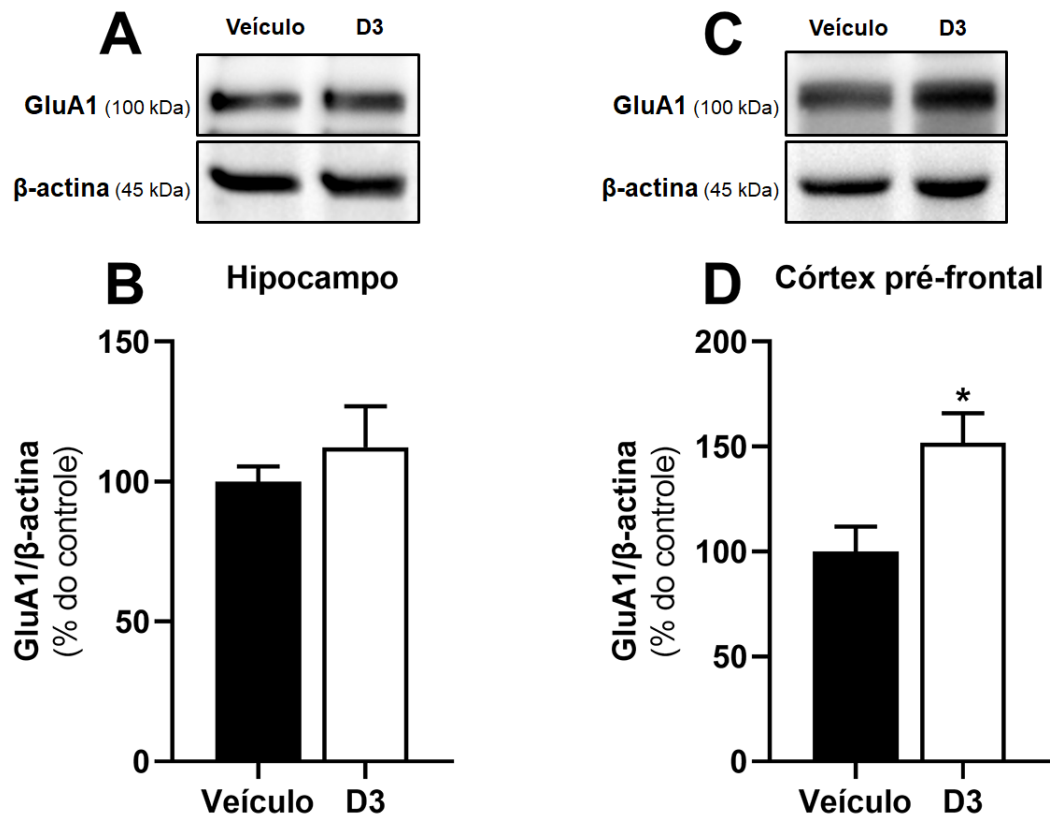 A
Veículo D3
GluA1 (100 kDa)
β-actina (45 kDa)
B Hipocampo
150
100
50
0
GluA1/β-actina
(% do controle)
Veículo D3
C
Veículo D3
GluA1 (100 kDa)
β-actina (45 kDa)
D Córtex pré-frontal
200
150
100
50
0
GluA1/β-actina
(% do controle)
*
Veículo D3